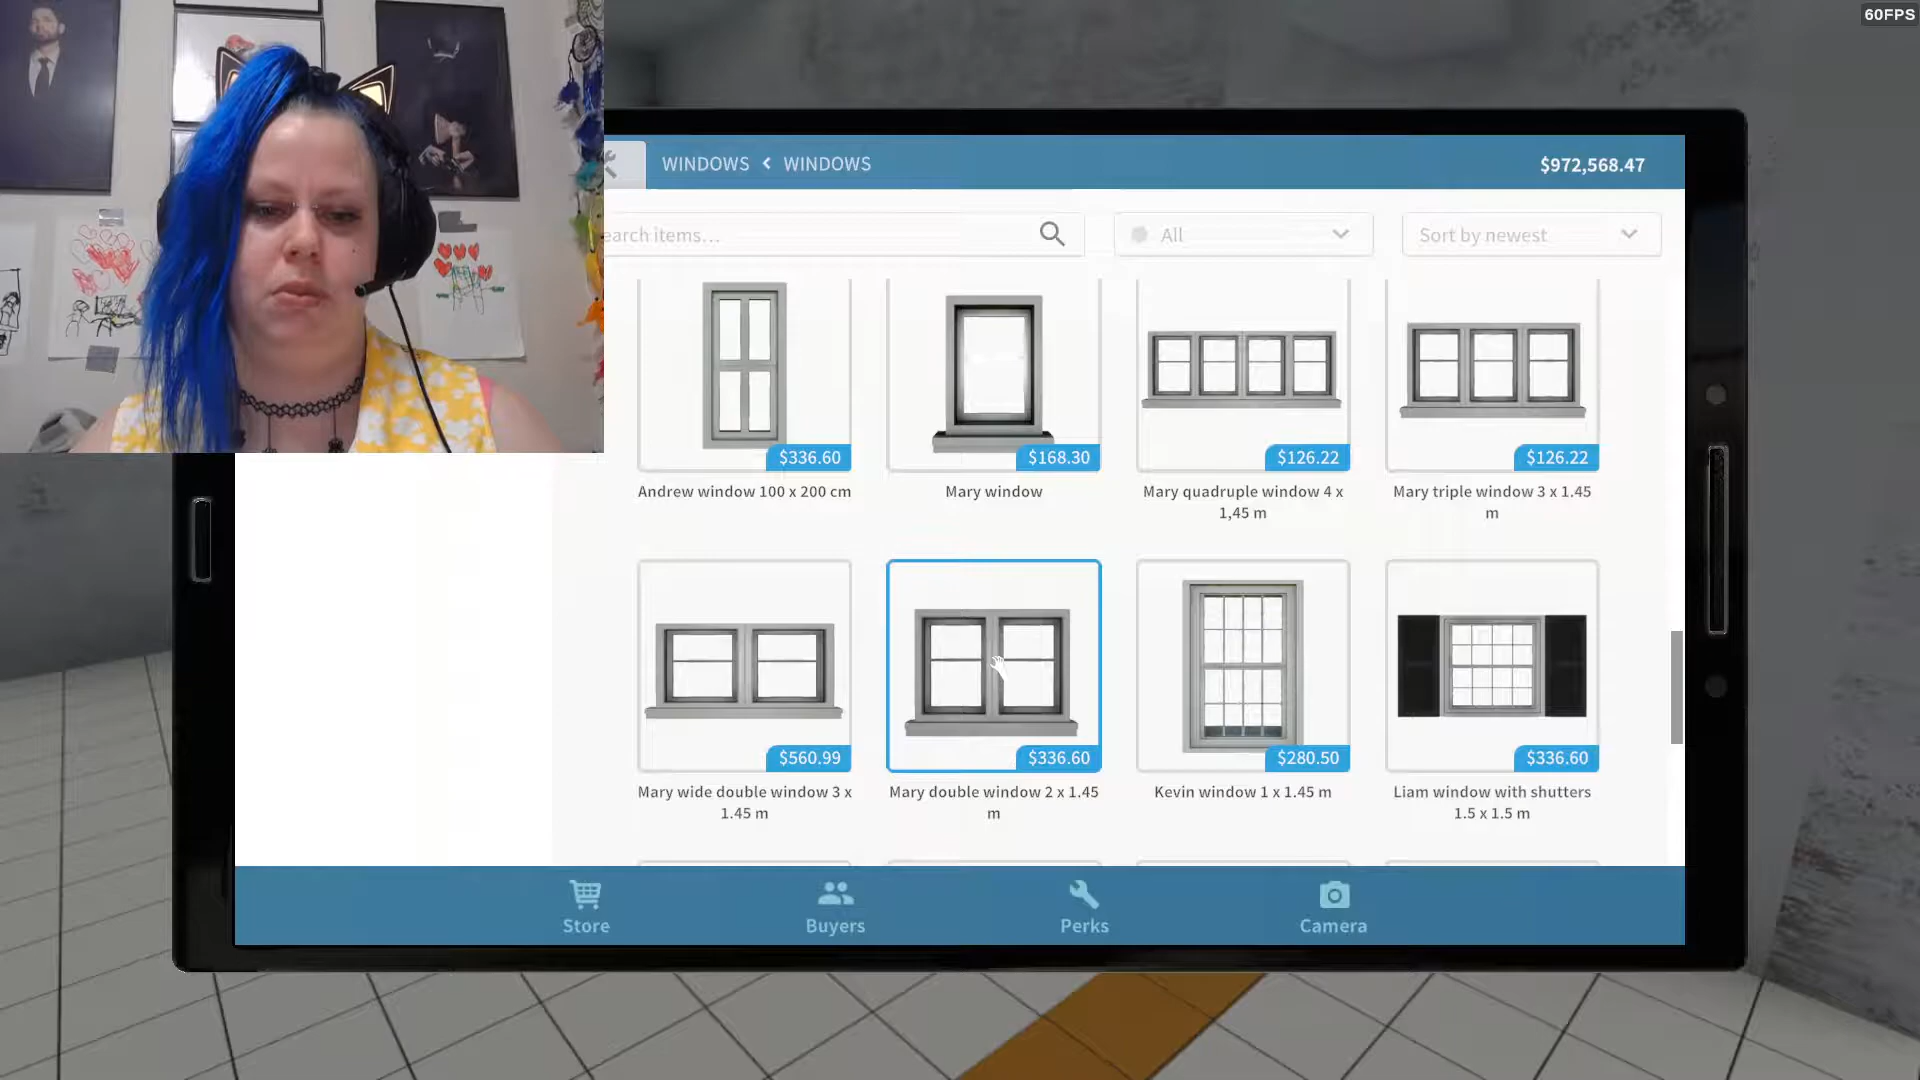 60FPS
WINDOWS < WINDOWS
$972,568.47
earch items...
All
Sort by newest
$336.60
$168.30
$126.22
$126.22
Andrew window 100 x 200 cm
Mary window
Mary quadruple window 4 x
1,45 m
Mary triple window 3 x 1.45
m
$560.99
$336.60
$280.50
$336.60
Mary wide double window 3 x
1.45 m
Mary double window 2 x 1.45
m
Kevin window 1 x 1.45 m
Liam window with shutters
1.5 x 1.5 m
Store
Buyers
Perks
Camera